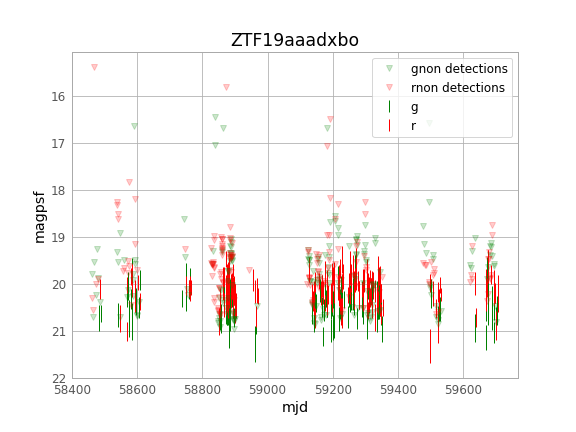 ZTF19aaadxbo
gnon detections
rnon detections
g
r
magpsf
16
17
18
19
20
21
22
58400 58600 58800 59000 59200 59400 59600
mjd